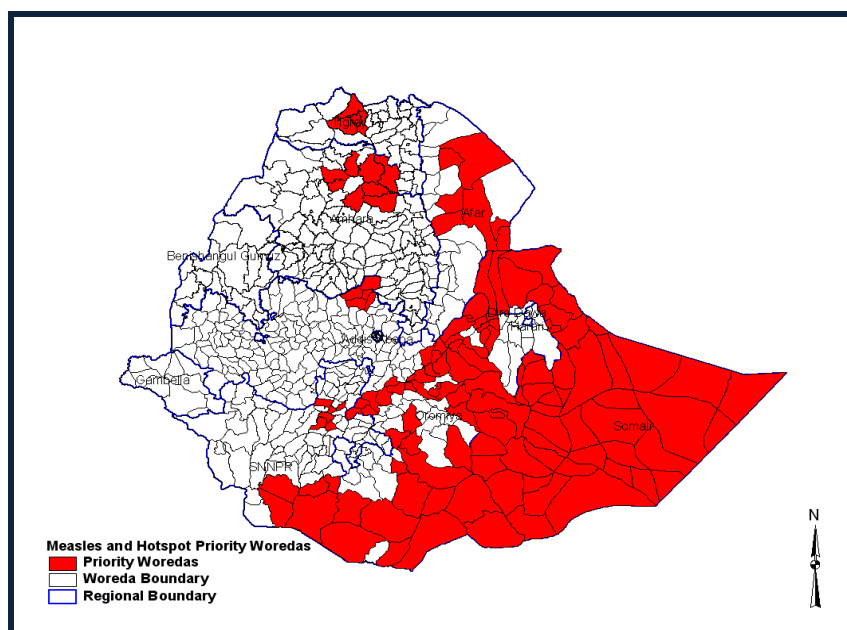 Tigray
Afar
Amhara
Benishangul Gumuz
Dire Dawa
Harari
Addis Ababa
Gambella
Oromiya
Somali
SNNPR
N
Measles and Hotspot Priority Woredas
Priority Woredas
Woreda Boundary
Regional Boundary